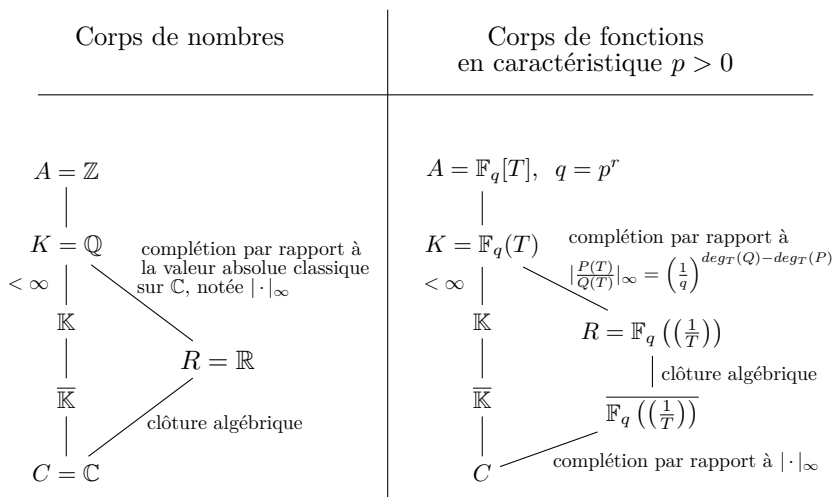 Corps de nombres
A = ℤ
K = ℚ
complétion par rapport à
la valeur absolue classique
sur ℂ, notée |·|∞
< ∞
𝕂
R = ℝ
𝕂̅
clôture algébrique
C = ℂ
Corps de fonctions
en caractéristique p > 0
A = 𝔽_q[T], q = p^r
K = 𝔽_q(T)
complétion par rapport à
|P(T)/Q(T)|_∞ = (1/q)^{deg_T(Q)−deg_T(P)}
< ∞
𝕂
R = 𝔽_q((1/T))
clôture algébrique
𝕂̅
\overline{𝔽_q((1/T))}
C
complétion par rapport à |·|∞